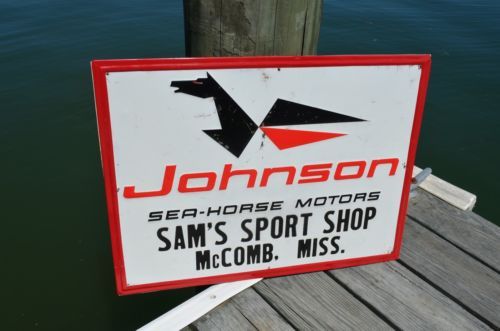 Johnson
SEA-HORSE MOTORS
SAM'S SPORT SHOP
McCOMB, MISS.